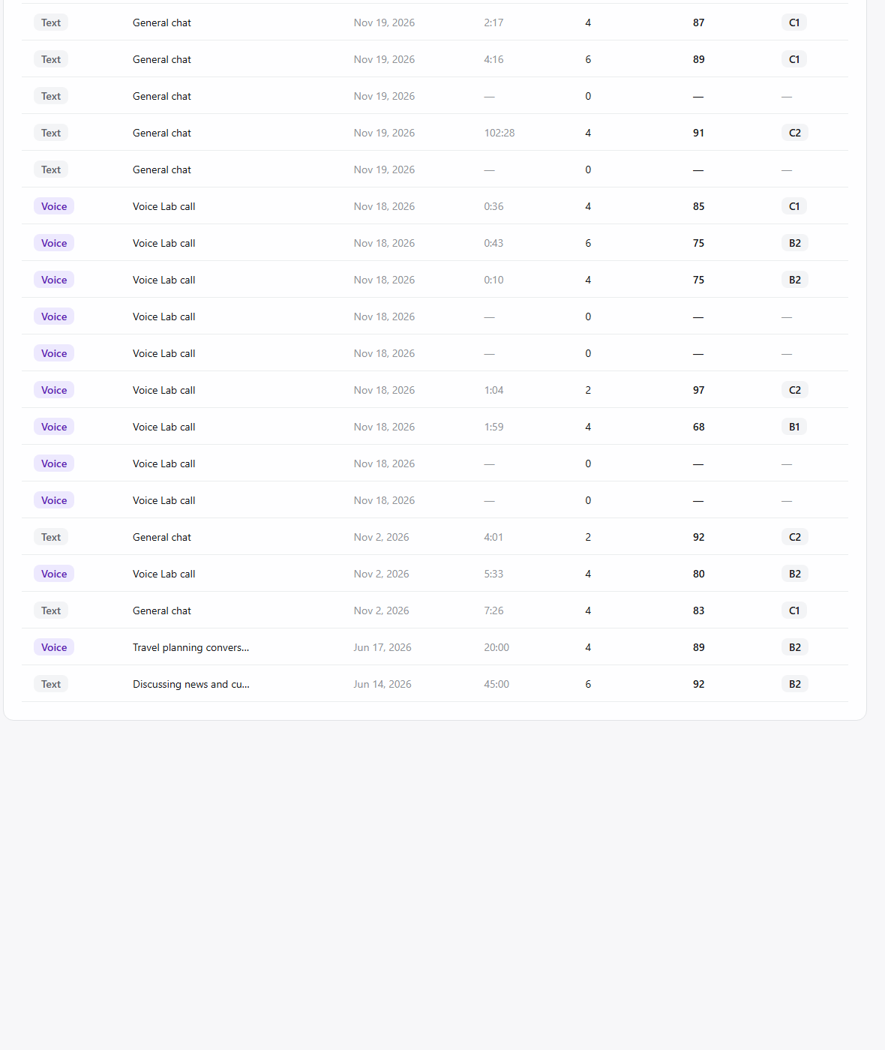 Text General chat Nov 19, 2026 2:17 4 87 C1
Text General chat Nov 19, 2026 4:16 6 89 C1
Text General chat Nov 19, 2026 — 0 — —
Text General chat Nov 19, 2026 102:28 4 91 C2
Text General chat Nov 19, 2026 — 0 — —
Voice Voice Lab call Nov 18, 2026 0:36 4 85 C1
Voice Voice Lab call Nov 18, 2026 0:43 6 75 B2
Voice Voice Lab call Nov 18, 2026 0:10 4 75 B2
Voice Voice Lab call Nov 18, 2026 — 0 — —
Voice Voice Lab call Nov 18, 2026 — 0 — —
Voice Voice Lab call Nov 18, 2026 1:04 2 97 C2
Voice Voice Lab call Nov 18, 2026 1:59 4 68 B1
Voice Voice Lab call Nov 18, 2026 — 0 — —
Voice Voice Lab call Nov 18, 2026 — 0 — —
Text General chat Nov 2, 2026 4:01 2 92 C2
Voice Voice Lab call Nov 2, 2026 5:33 4 80 B2
Text General chat Nov 2, 2026 7:26 4 83 C1
Voice Travel planning convers... Jun 17, 2026 20:00 4 89 B2
Text Discussing news and cu... Jun 14, 2026 45:00 6 92 B2